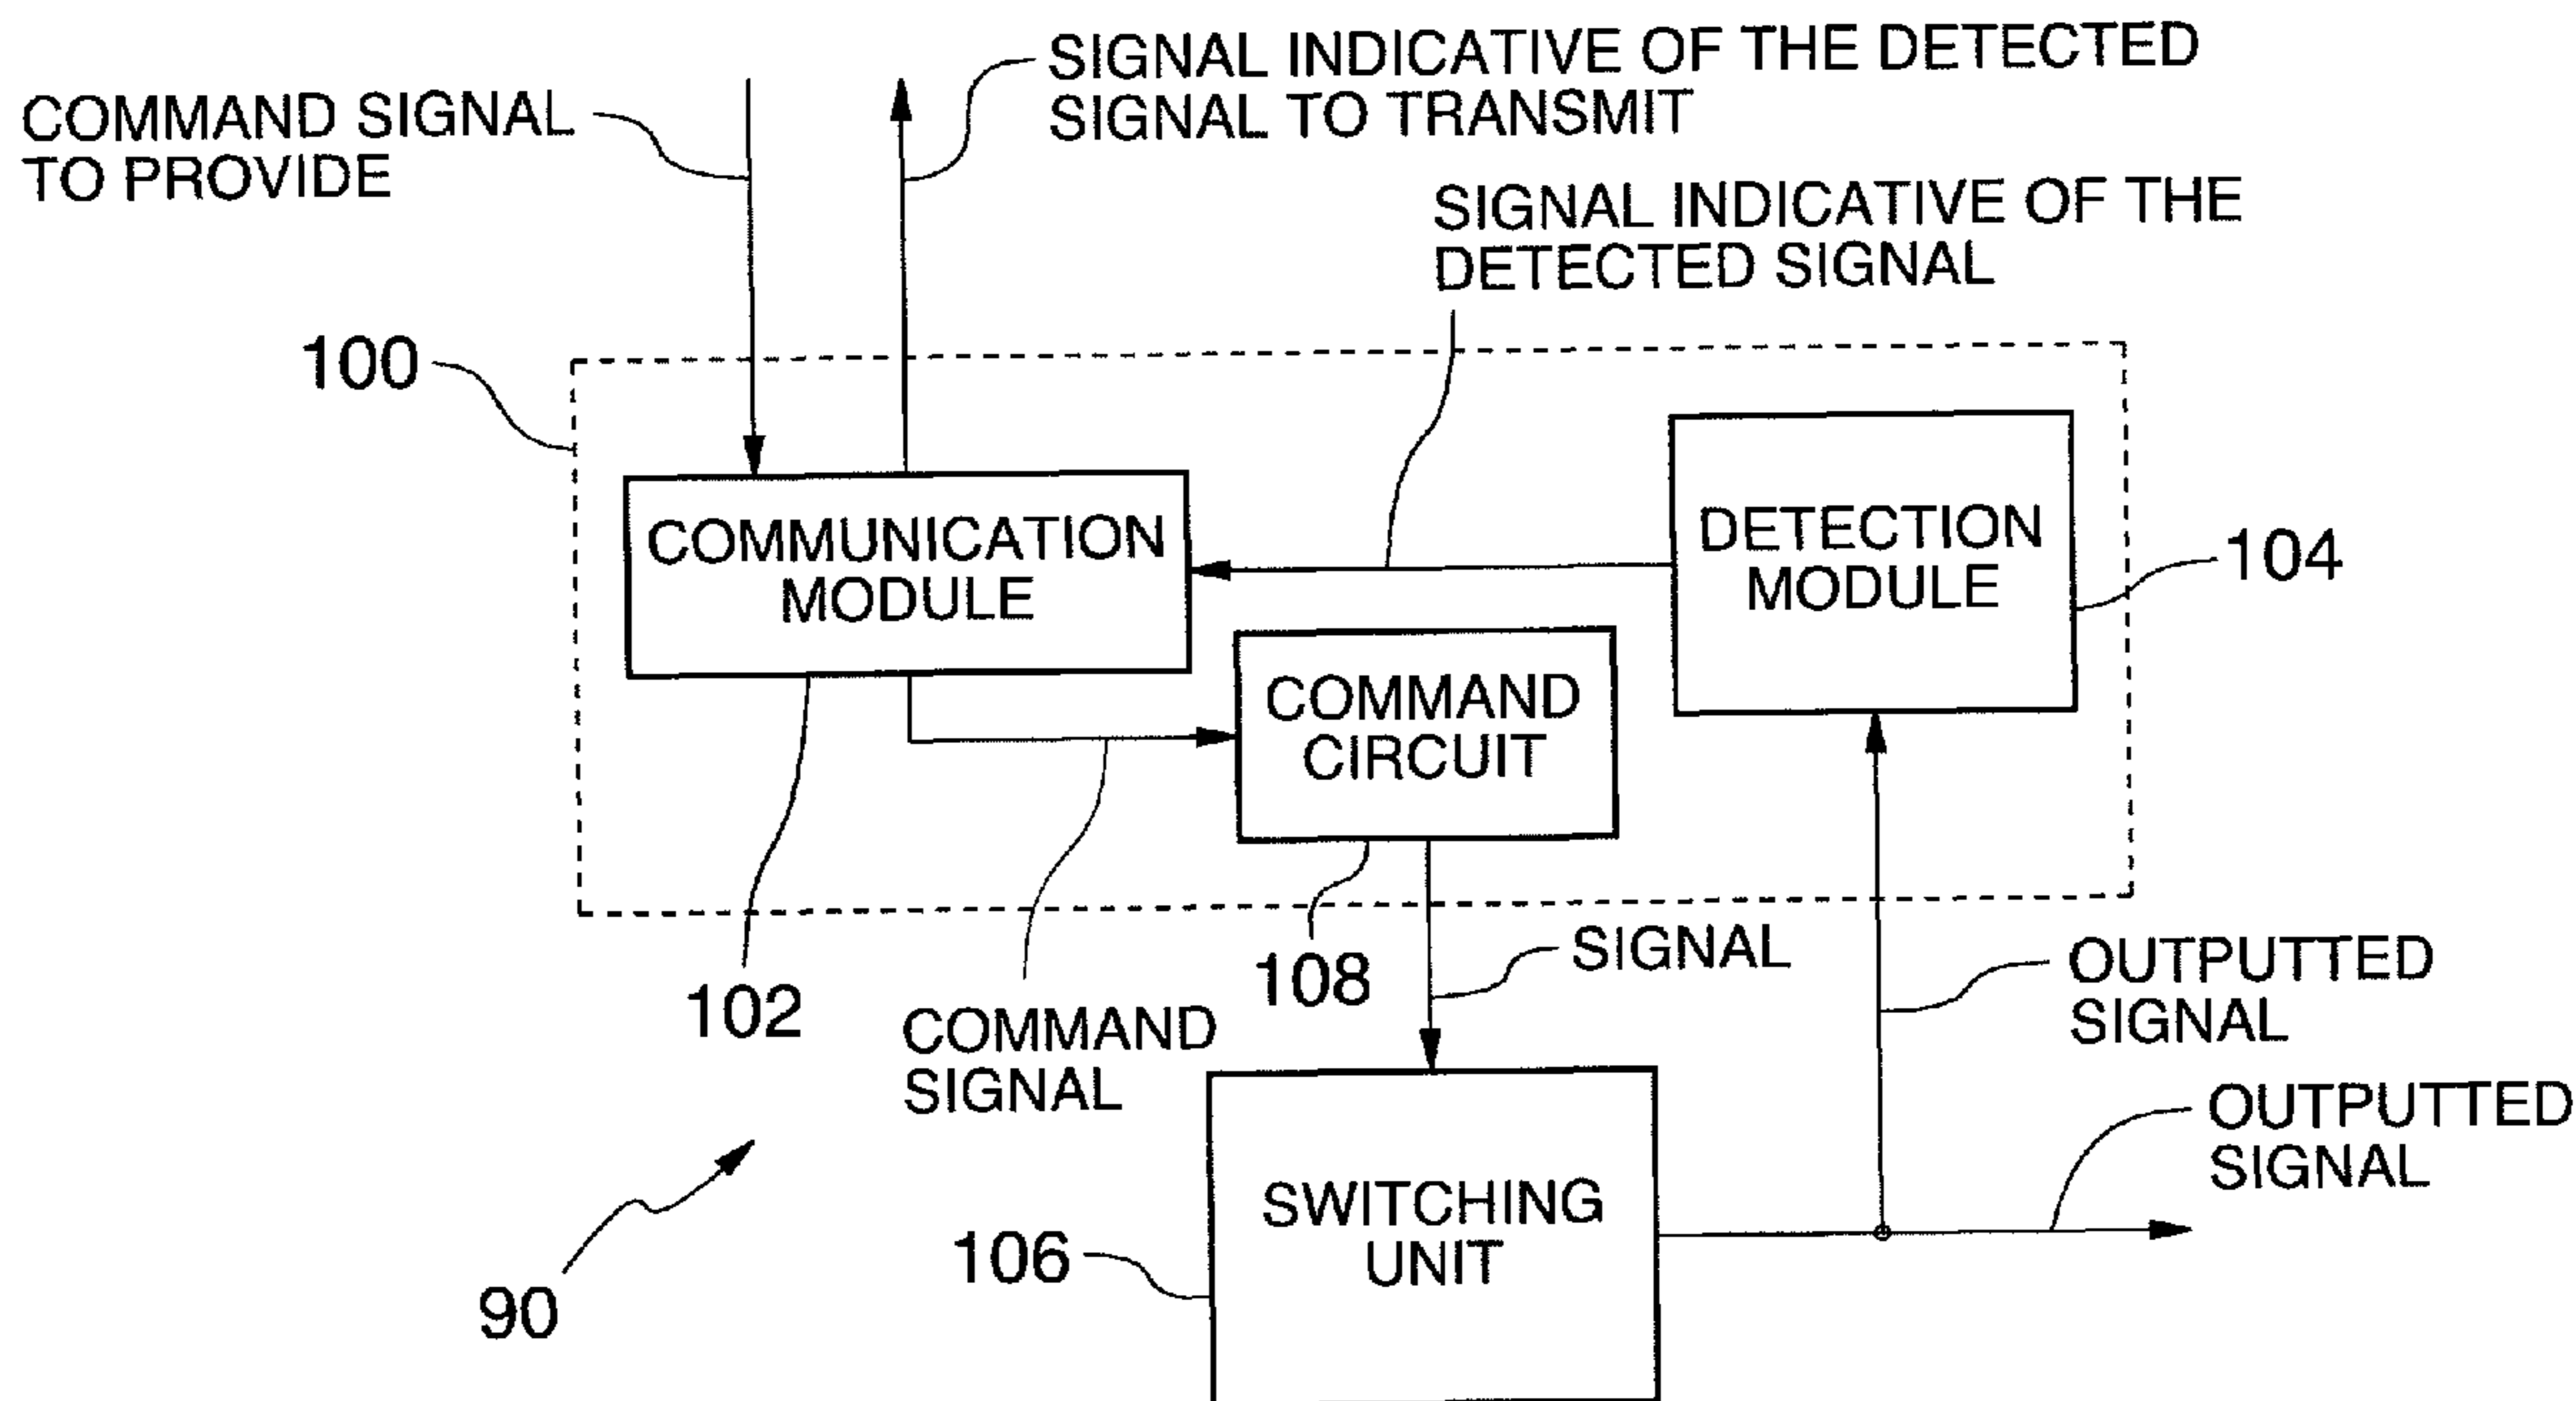 SIGNAL INDICATIVE OF THE DETECTED
SIGNAL TO TRANSMIT
COMMAND SIGNAL
TO PROVIDE
SIGNAL INDICATIVE OF THE
DETECTED SIGNAL
100
COMMUNICATION
MODULE
DETECTION
MODULE
104
COMMAND
CIRCUIT
102
COMMAND
SIGNAL
108
SIGNAL
OUTPUTTED
SIGNAL
OUTPUTTED
SIGNAL
SWITCHING
UNIT
106
90